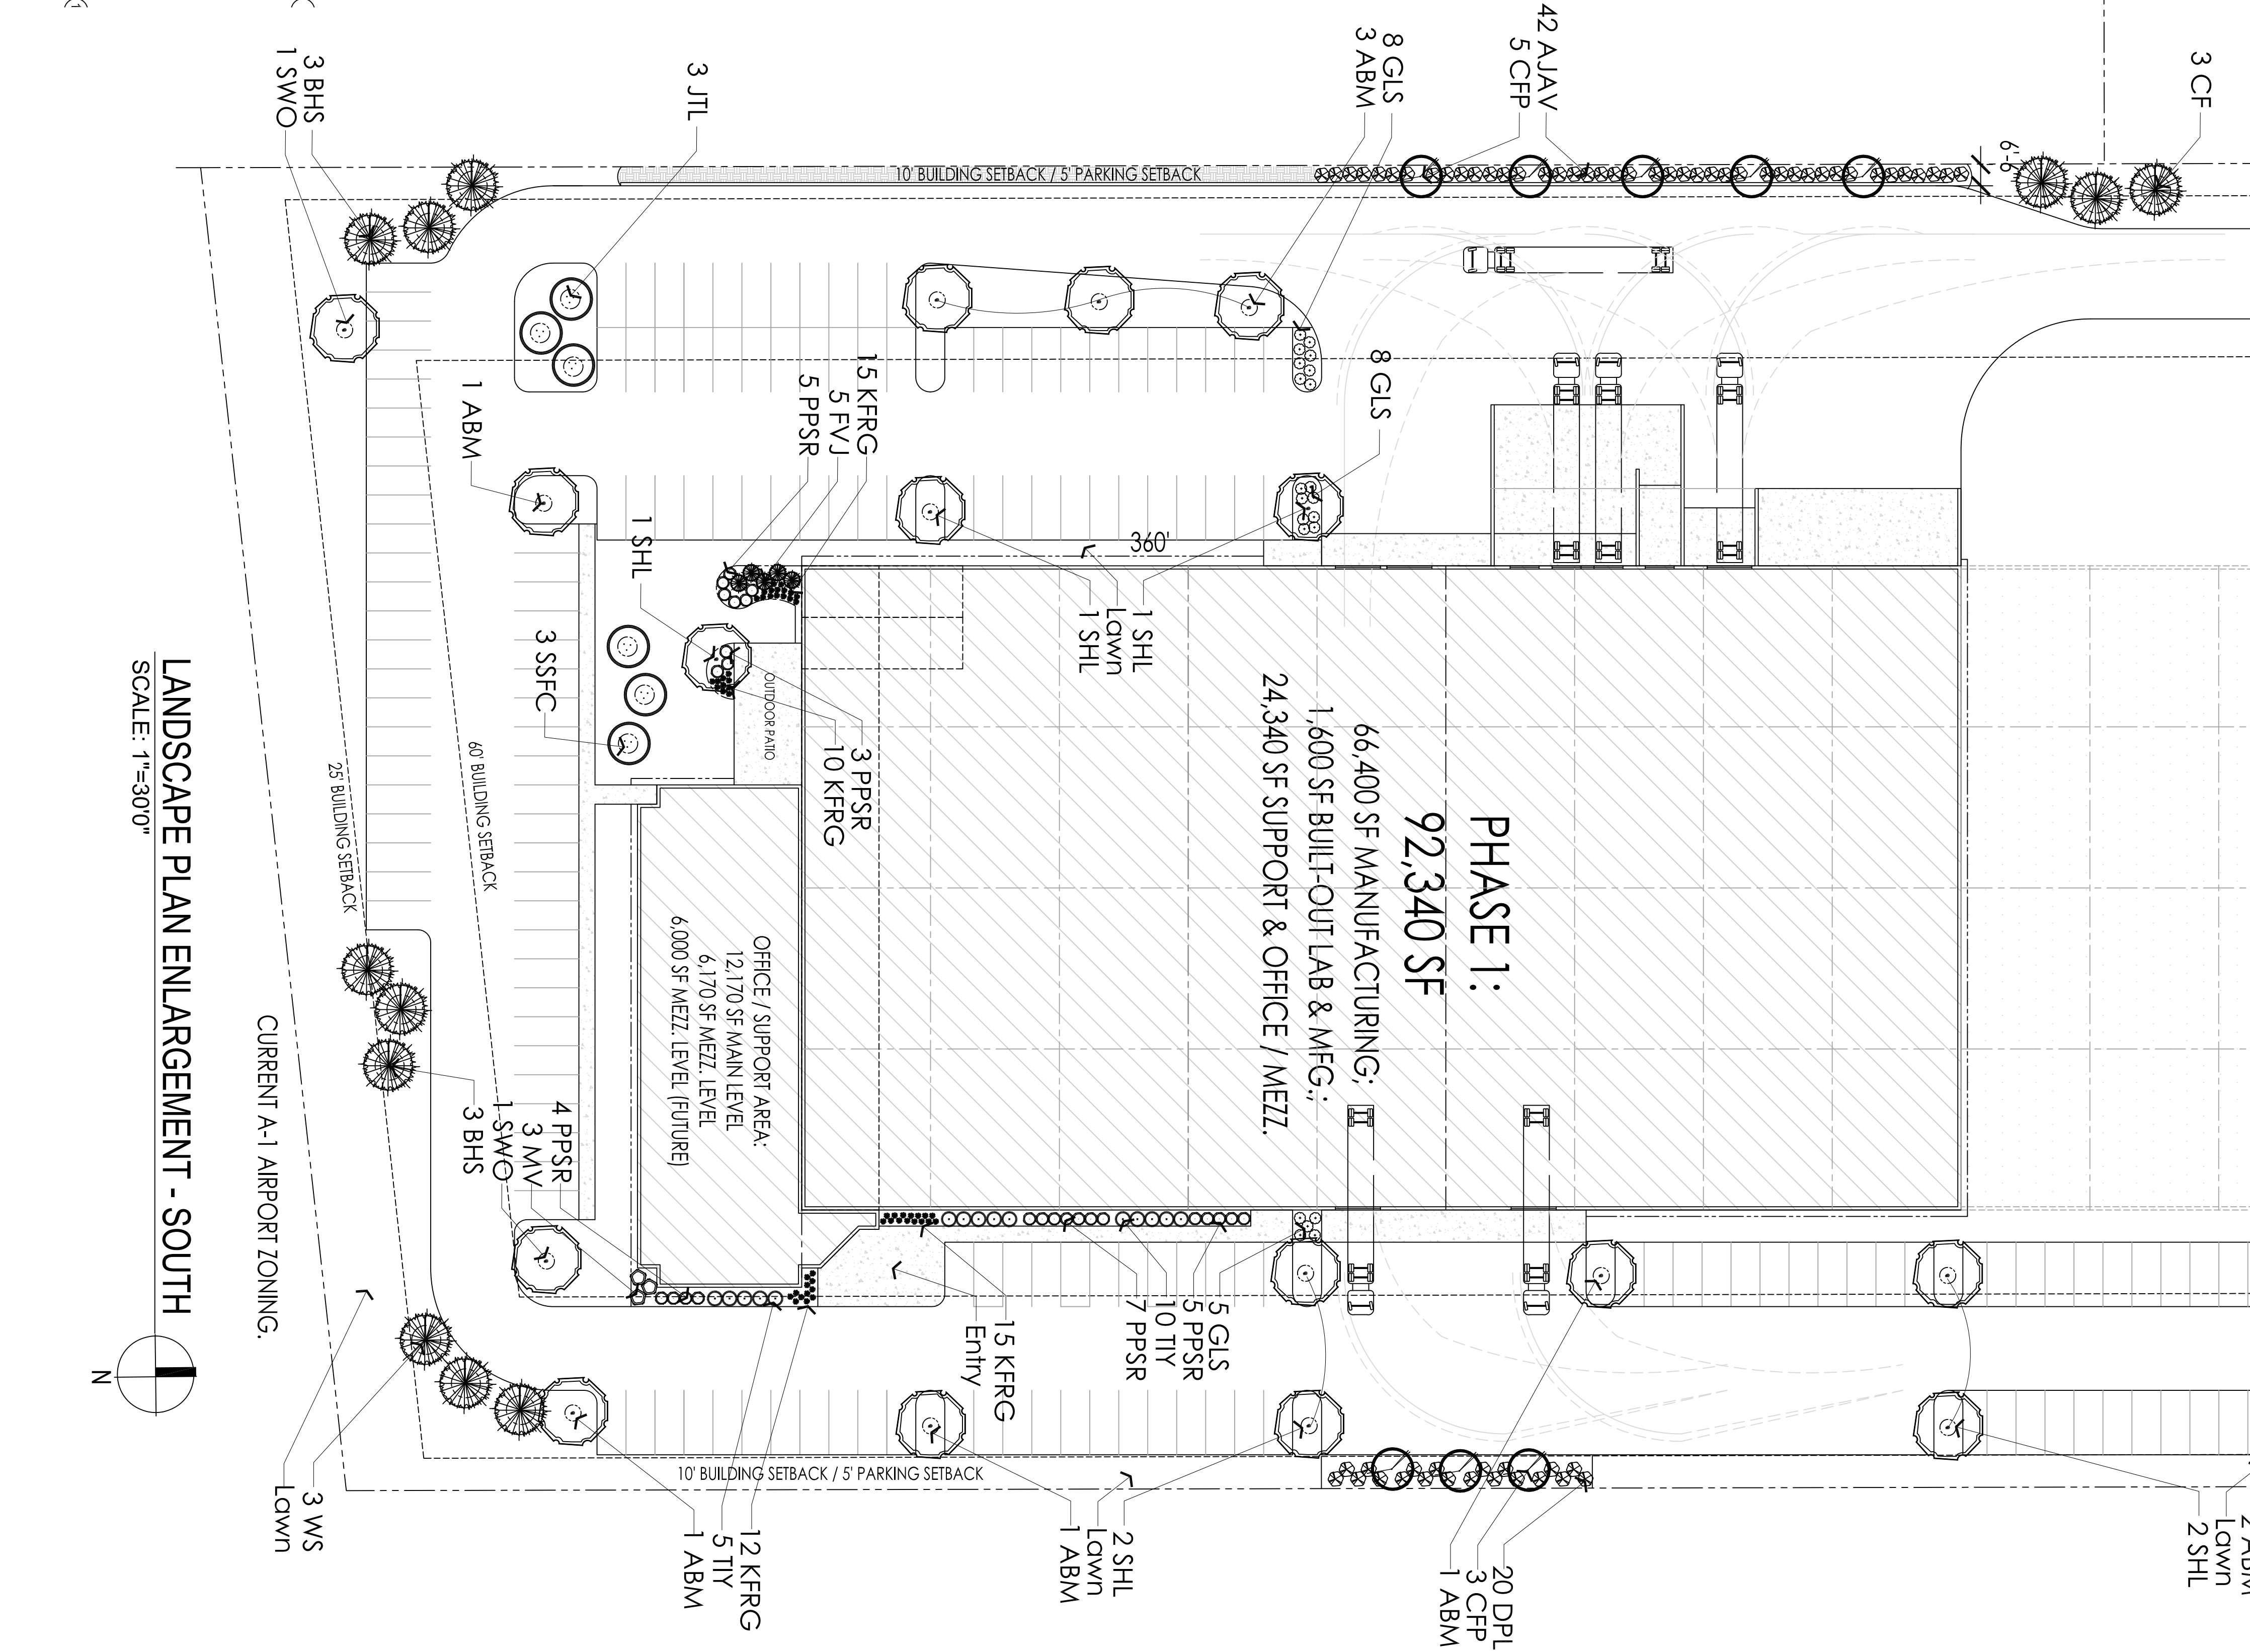 3 BHS
1 SWO
3 JTL
8 GLS
3 ABM
42 AJAV
5 CFP
3 CF
6'-6"
10' BUILDING SETBACK / 5' PARKING SETBACK
1 ABM
15 KFRG
5 FVJ
5 PPSR
8 GLS
1 SHL
360'
1 SHL
Lawn
1 SHL
3 SSFC
OUTDOOR PATIO
3 PPSR
10 KFRG
PHASE 1:
92,340 SF
66,400 SF MANUFACTURING;
1,600 SF BUILT-OUT LAB & MFG.;
24,340 SF SUPPORT & OFFICE / MEZZ.
OFFICE / SUPPORT AREA:
12,170 SF MAIN LEVEL
6,170 SF MEZZ. LEVEL
6,000 SF MEZZ. LEVEL (FUTURE)
60' BUILDING SETBACK
25' BUILDING SETBACK
CURRENT A-1 AIRPORT ZONING.
4 PPSR
3 MV
1 SWO
3 BHS
5 GLS
5 PPSR
10 TIY
7 PPSR
15 KFRG
Entry
10' BUILDING SETBACK / 5' PARKING SETBACK
3 WS
Lawn
12 KFRG
5 TIY
1 ABM
2 SHL
Lawn
1 ABM
20 DPL
3 CFP
1 ABM
2 ABM
Lawn
2 SHL
LANDSCAPE PLAN ENLARGEMENT - SOUTH
SCALE: 1"=30'0"
N